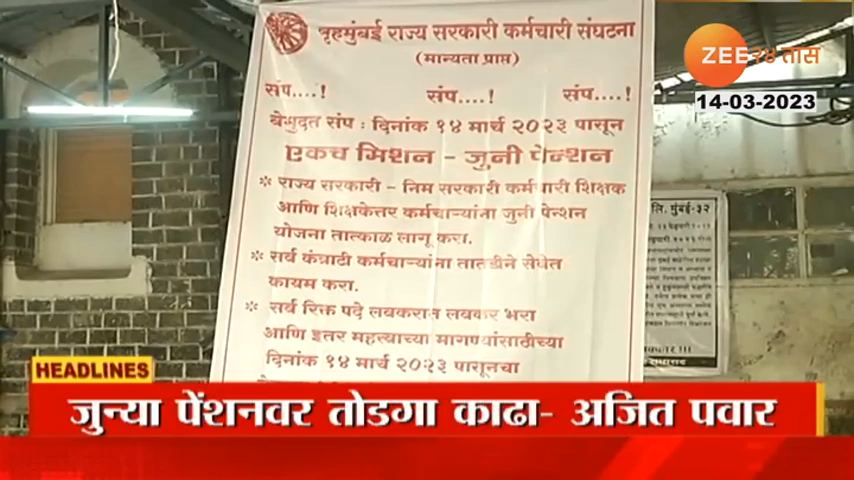 बृहन्मुंबई राज्य सरकारी कर्मचारी संघटना
(मान्यता प्राप्त)
संप....! संप....! संप....!
बेमुदत संप : दिनांक १४ मार्च २०२३ पासून
एकच मिशन - जुनी पेन्शन
* राज्य सरकारी - निम सरकारी कर्मचारी शिक्षक
आणि शिक्षकेत्तर कर्मचाऱ्यांना जुनी पेन्शन
योजना तात्काळ लागू करा.
* सर्व कंत्राटी कर्मचाऱ्यांना तातडीने सेवेत
कायम करा.
* सर्व रिक्त पदे लवकरात लवकर भरा
आणि इतर महत्त्वाच्या मागण्यांसाठीच्या
दिनांक १४ मार्च २०२३ पासूनचा
ZEE २४ तास
14-03-2023
लि. मुंबई-३२
HEADLINES
जुन्या पेंशनवर तोडगा काढा- अजित पवार